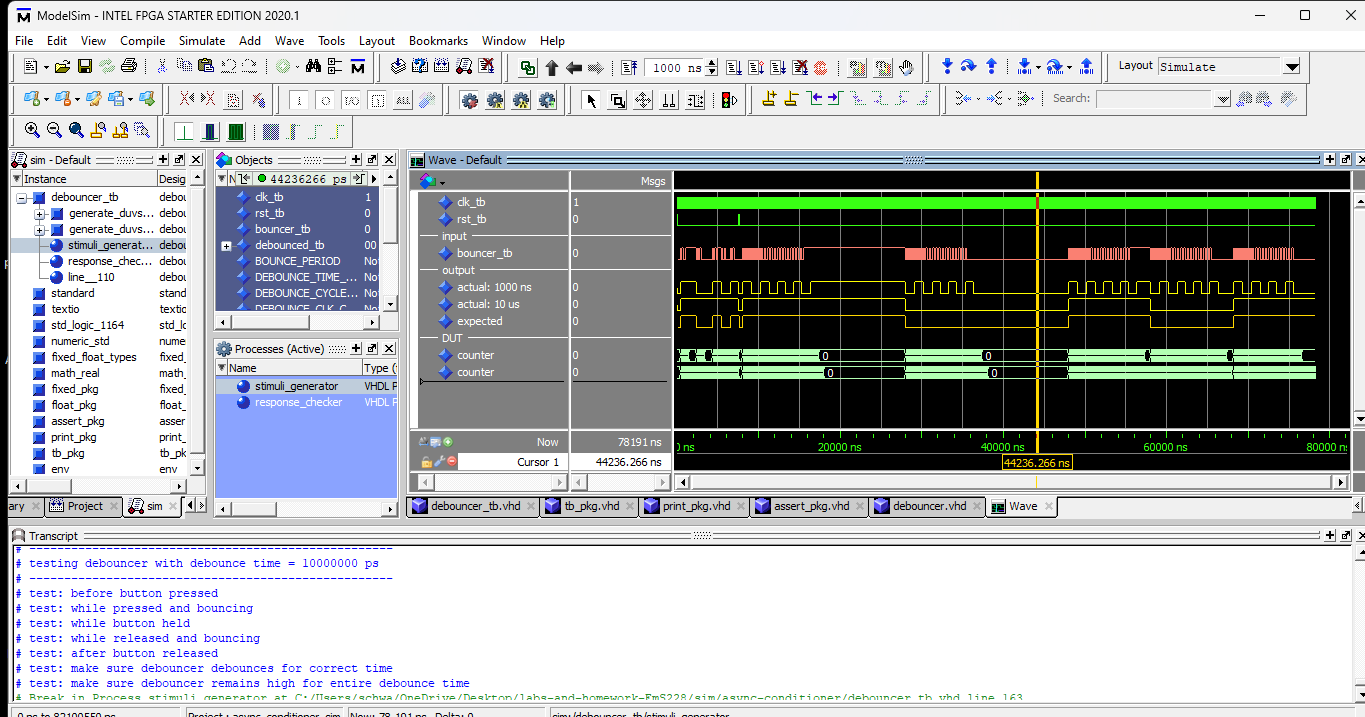 ModelSim - INTEL FPGA STARTER EDITION 2020.1
File Edit View Compile Simulate Add Wave Tools Layout Bookmarks Window Help
1000 ns Layout Simulate
Search:
sim - Default
Instance Desig
debouncer_tb debou
generate_duvs... debou
generate_duvs... debou
stimuli_generat... debou
response_chec... debou
line__110 debou
standard stand
textio textio
std_logic_1164 std_lo
numeric_std nume
fixed_float_types fixed_
math_real math_
fixed_pkg fixed_
float_pkg float_
assert_pkg asser
print_pkg print_
tb_pkg tb_pk
env env
ary Project sim
Objects
44236266 ps
clk_tb 1
rst_tb 0
bouncer_tb 0
debounced_tb 00
BOUNCE_PERIOD No
DEBOUNCE_TIME_... No
DEBOUNCE_CYCLE... No
Processes (Active)
Name Type (
stimuli_generator VHDL P
response_checker VHDL P
Wave - Default
Msgs
clk_tb 1
rst_tb 0
input
bouncer_tb 0
output
actual: 1000 ns 0
actual: 10 us 0
expected 0
DUT
counter 0 0 0
counter 0 0 0
Now 78191 ns 0 ns 20000 ns 40000 ns 60000 ns 80000 n
Cursor 1 44236.266 ns 44236.266 ns
debouncer_tb.vhd tb_pkg.vhd print_pkg.vhd assert_pkg.vhd debouncer.vhd Wave
Transcript
# ------------------------------------------------------
# testing debouncer with debounce time = 10000000 ps
# ------------------------------------------------------
# test: before button pressed
# test: while pressed and bouncing
# test: while button held
# test: while released and bouncing
# test: after button released
# test: make sure debouncer debounces for correct time
# test: make sure debouncer remains high for entire debounce time
# Break in Process stimuli_generator at C:/Users/schwa/OneDrive/Desktop/labs-and-homework-EmS228/sim/async-conditioner/debouncer_tb.vhd line 163
0 ps to 82100550 ps Project : async_conditioner_sim Now: 78,191 ns Delta: 0 sim:/debouncer_tb/stimuli_generator